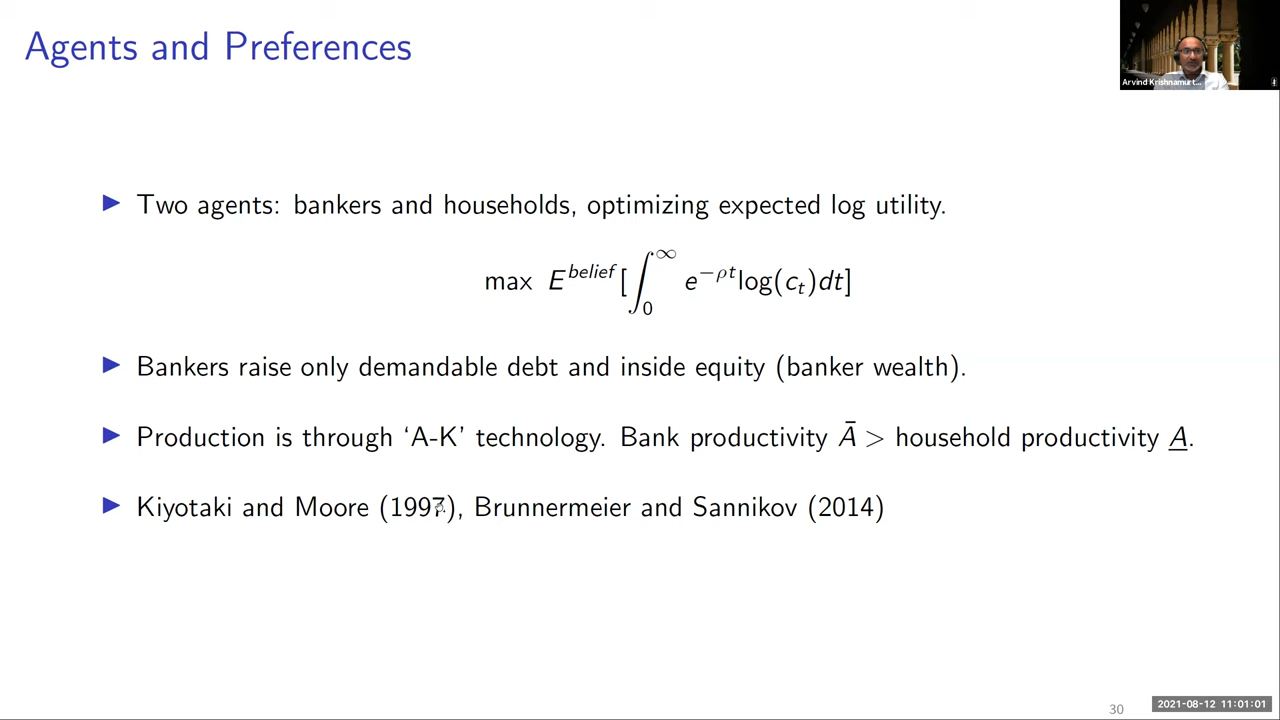 Agents and Preferences
Arvind Krishnamurt...
▶ Two agents: bankers and households, optimizing expected log utility.
max E^{belief}[∫_0^∞ e^{−ρt}log(c_t)dt]
▶ Bankers raise only demandable debt and inside equity (banker wealth).
▶ Production is through ‘A-K’ technology. Bank productivity Ā > household productivity A̲.
▶ Kiyotaki and Moore (1997), Brunnermeier and Sannikov (2014)
30
2021-08-12 11:01:01